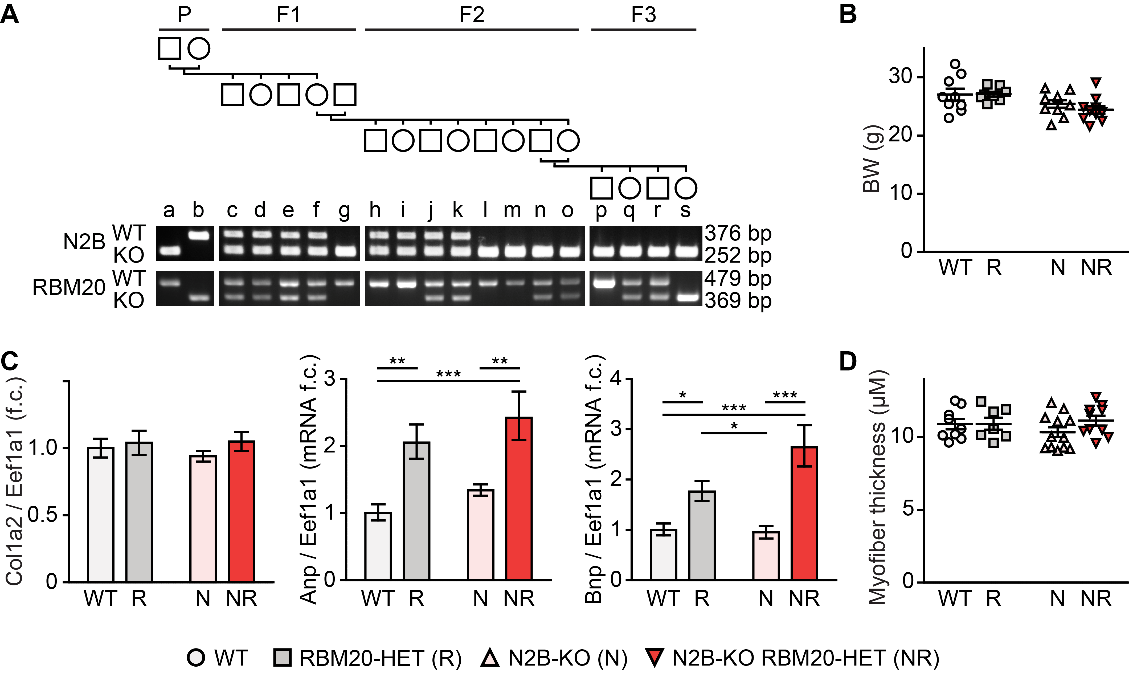 A
P F1 F2 F3
a b c d e f g h i j k l m n o p q r s
N2B WT 376 bp
KO 252 bp
RBM20 WT 479 bp
KO 369 bp
B
BW (g)
30
20
10
0
WT R N NR
C
Col1a2 / Eef1a1 (f.c.)
1.0
0.5
0
WT R N NR
Anp / Eef1a1 (mRNA f.c.)
3
2
1
0
** **
***
WT R N NR
Bnp / Eef1a1 (mRNA f.c.)
4
3
2
1
0
* ***
***
*
WT R N NR
D
Myofiber thickness (µM)
10
5
0
WT R N NR
WT RBM20-HET (R) N2B-KO (N) N2B-KO RBM20-HET (NR)